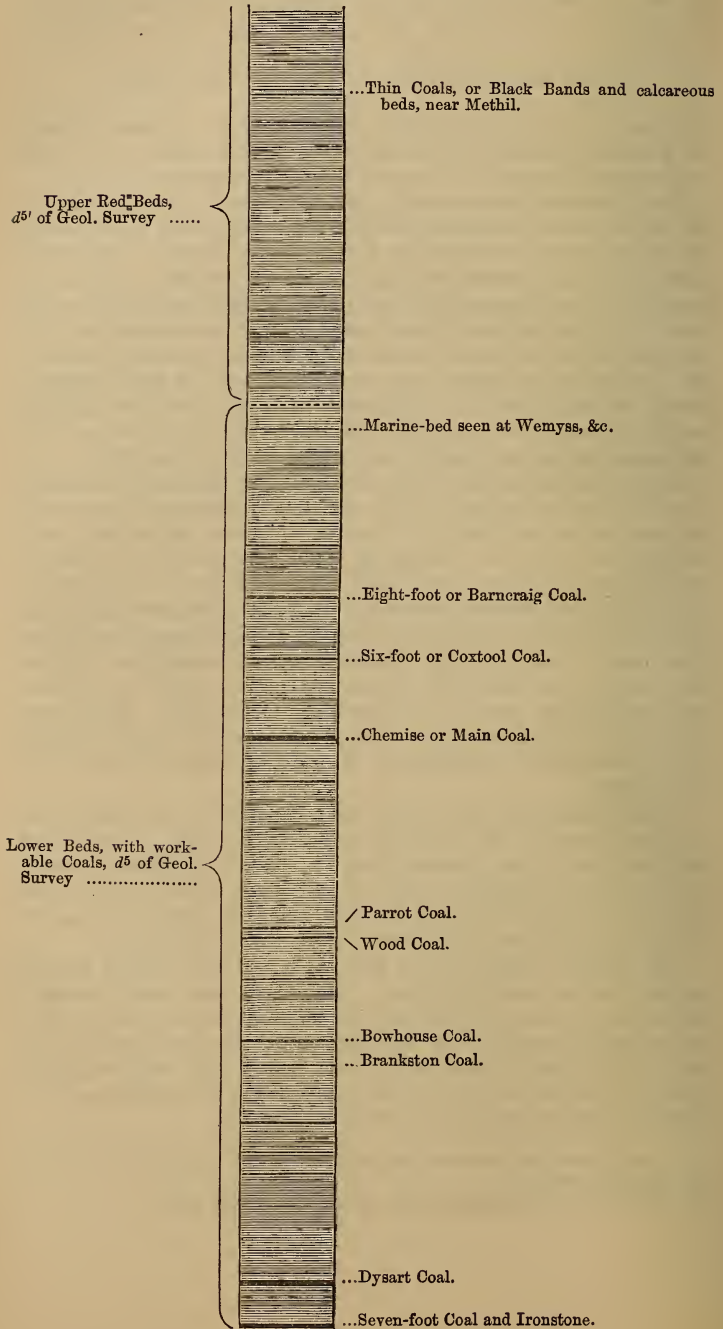 ...Thin Coals, or Black Bands and calcareous
beds, near Methil.
Upper Red Beds,
d⁵′ of Geol. Survey ......
...Marine-bed seen at Wemyss, &c.
...Eight-foot or Barncraig Coal.
...Six-foot or Coxtool Coal.
...Chemise or Main Coal.
Lower Beds, with work-
able Coals, d⁵ of Geol.
Survey .....................
Parrot Coal.
Wood Coal.
...Bowhouse Coal.
...Brankston Coal.
...Dysart Coal.
...Seven-foot Coal and Ironstone.